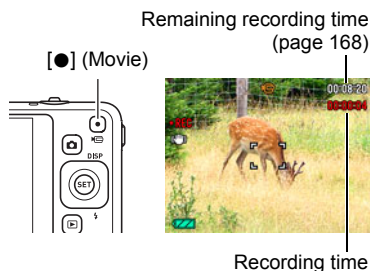 Remaining recording time
(page 168)
[●] (Movie)
00:08:20
00:00:04
●REC
DISP
SET
Recording time